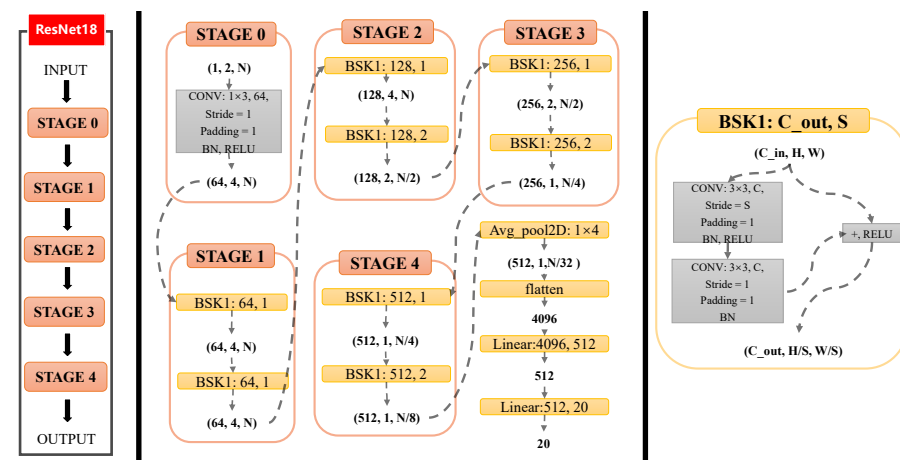 ResNet18
INPUT
STAGE 0
STAGE 1
STAGE 2
STAGE 3
STAGE 4
OUTPUT
STAGE 0
(1, 2, N)
CONV: 1×3, 64,
Stride = 1
Padding = 1
BN, RELU
(64, 4, N)
STAGE 1
BSK1: 64, 1
(64, 4, N)
BSK1: 64, 1
(64, 4, N)
STAGE 2
BSK1: 128, 1
(128, 4, N)
BSK1: 128, 2
(128, 2, N/2)
STAGE 3
BSK1: 256, 1
(256, 2, N/2)
BSK1: 256, 2
(256, 1, N/4)
STAGE 4
BSK1: 512, 1
(512, 1, N/4)
BSK1: 512, 2
(512, 1, N/8)
Avg_pool2D: 1×4
(512, 1,N/32 )
flatten
4096
Linear:4096, 512
512
Linear:512, 20
20
BSK1: C_out, S
(C_in, H, W)
CONV: 3×3, C,
Stride = S
Padding = 1
BN, RELU
+, RELU
CONV: 3×3, C,
Stride = 1
Padding = 1
BN
(C_out, H/S, W/S)